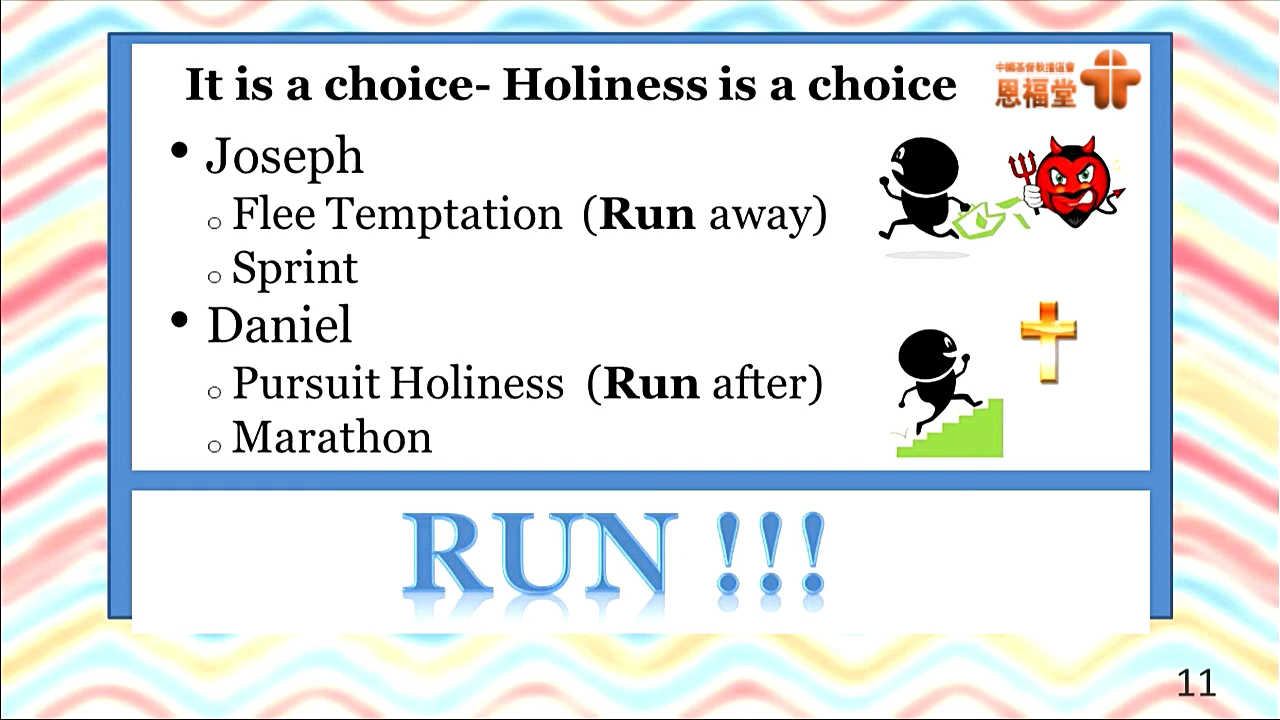 It is a choice- Holiness is a choice
恩福堂
• Joseph
o Flee Temptation (Run away)
o Sprint
• Daniel
o Pursuit Holiness (Run after)
o Marathon
RUN !!!
11